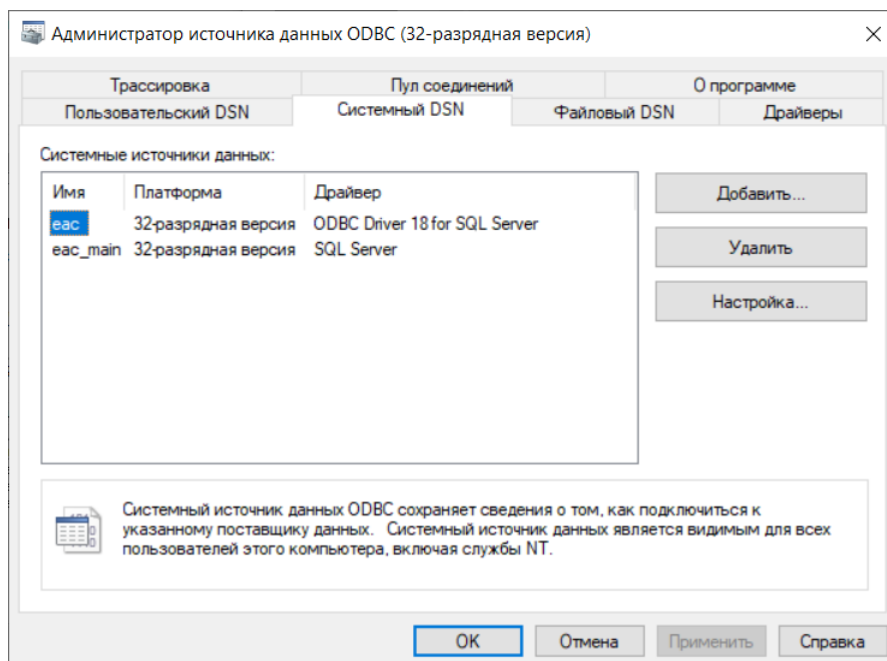 Администратор источника данных ODBC (32-разрядная версия)
Трассировка Пул соединений О программе
Пользовательский DSN Системный DSN Файловый DSN Драйверы
Системные источники данных:
Имя Платформа Драйвер
eac 32-разрядная версия ODBC Driver 18 for SQL Server
eac_main 32-разрядная версия SQL Server
Добавить...
Удалить
Настройка...
Системный источник данных ODBC сохраняет сведения о том, как подключиться к
указанному поставщику данных. Системный источник данных является видимым для всех
пользователей этого компьютера, включая службы NT.
OK Отмена Применить Справка